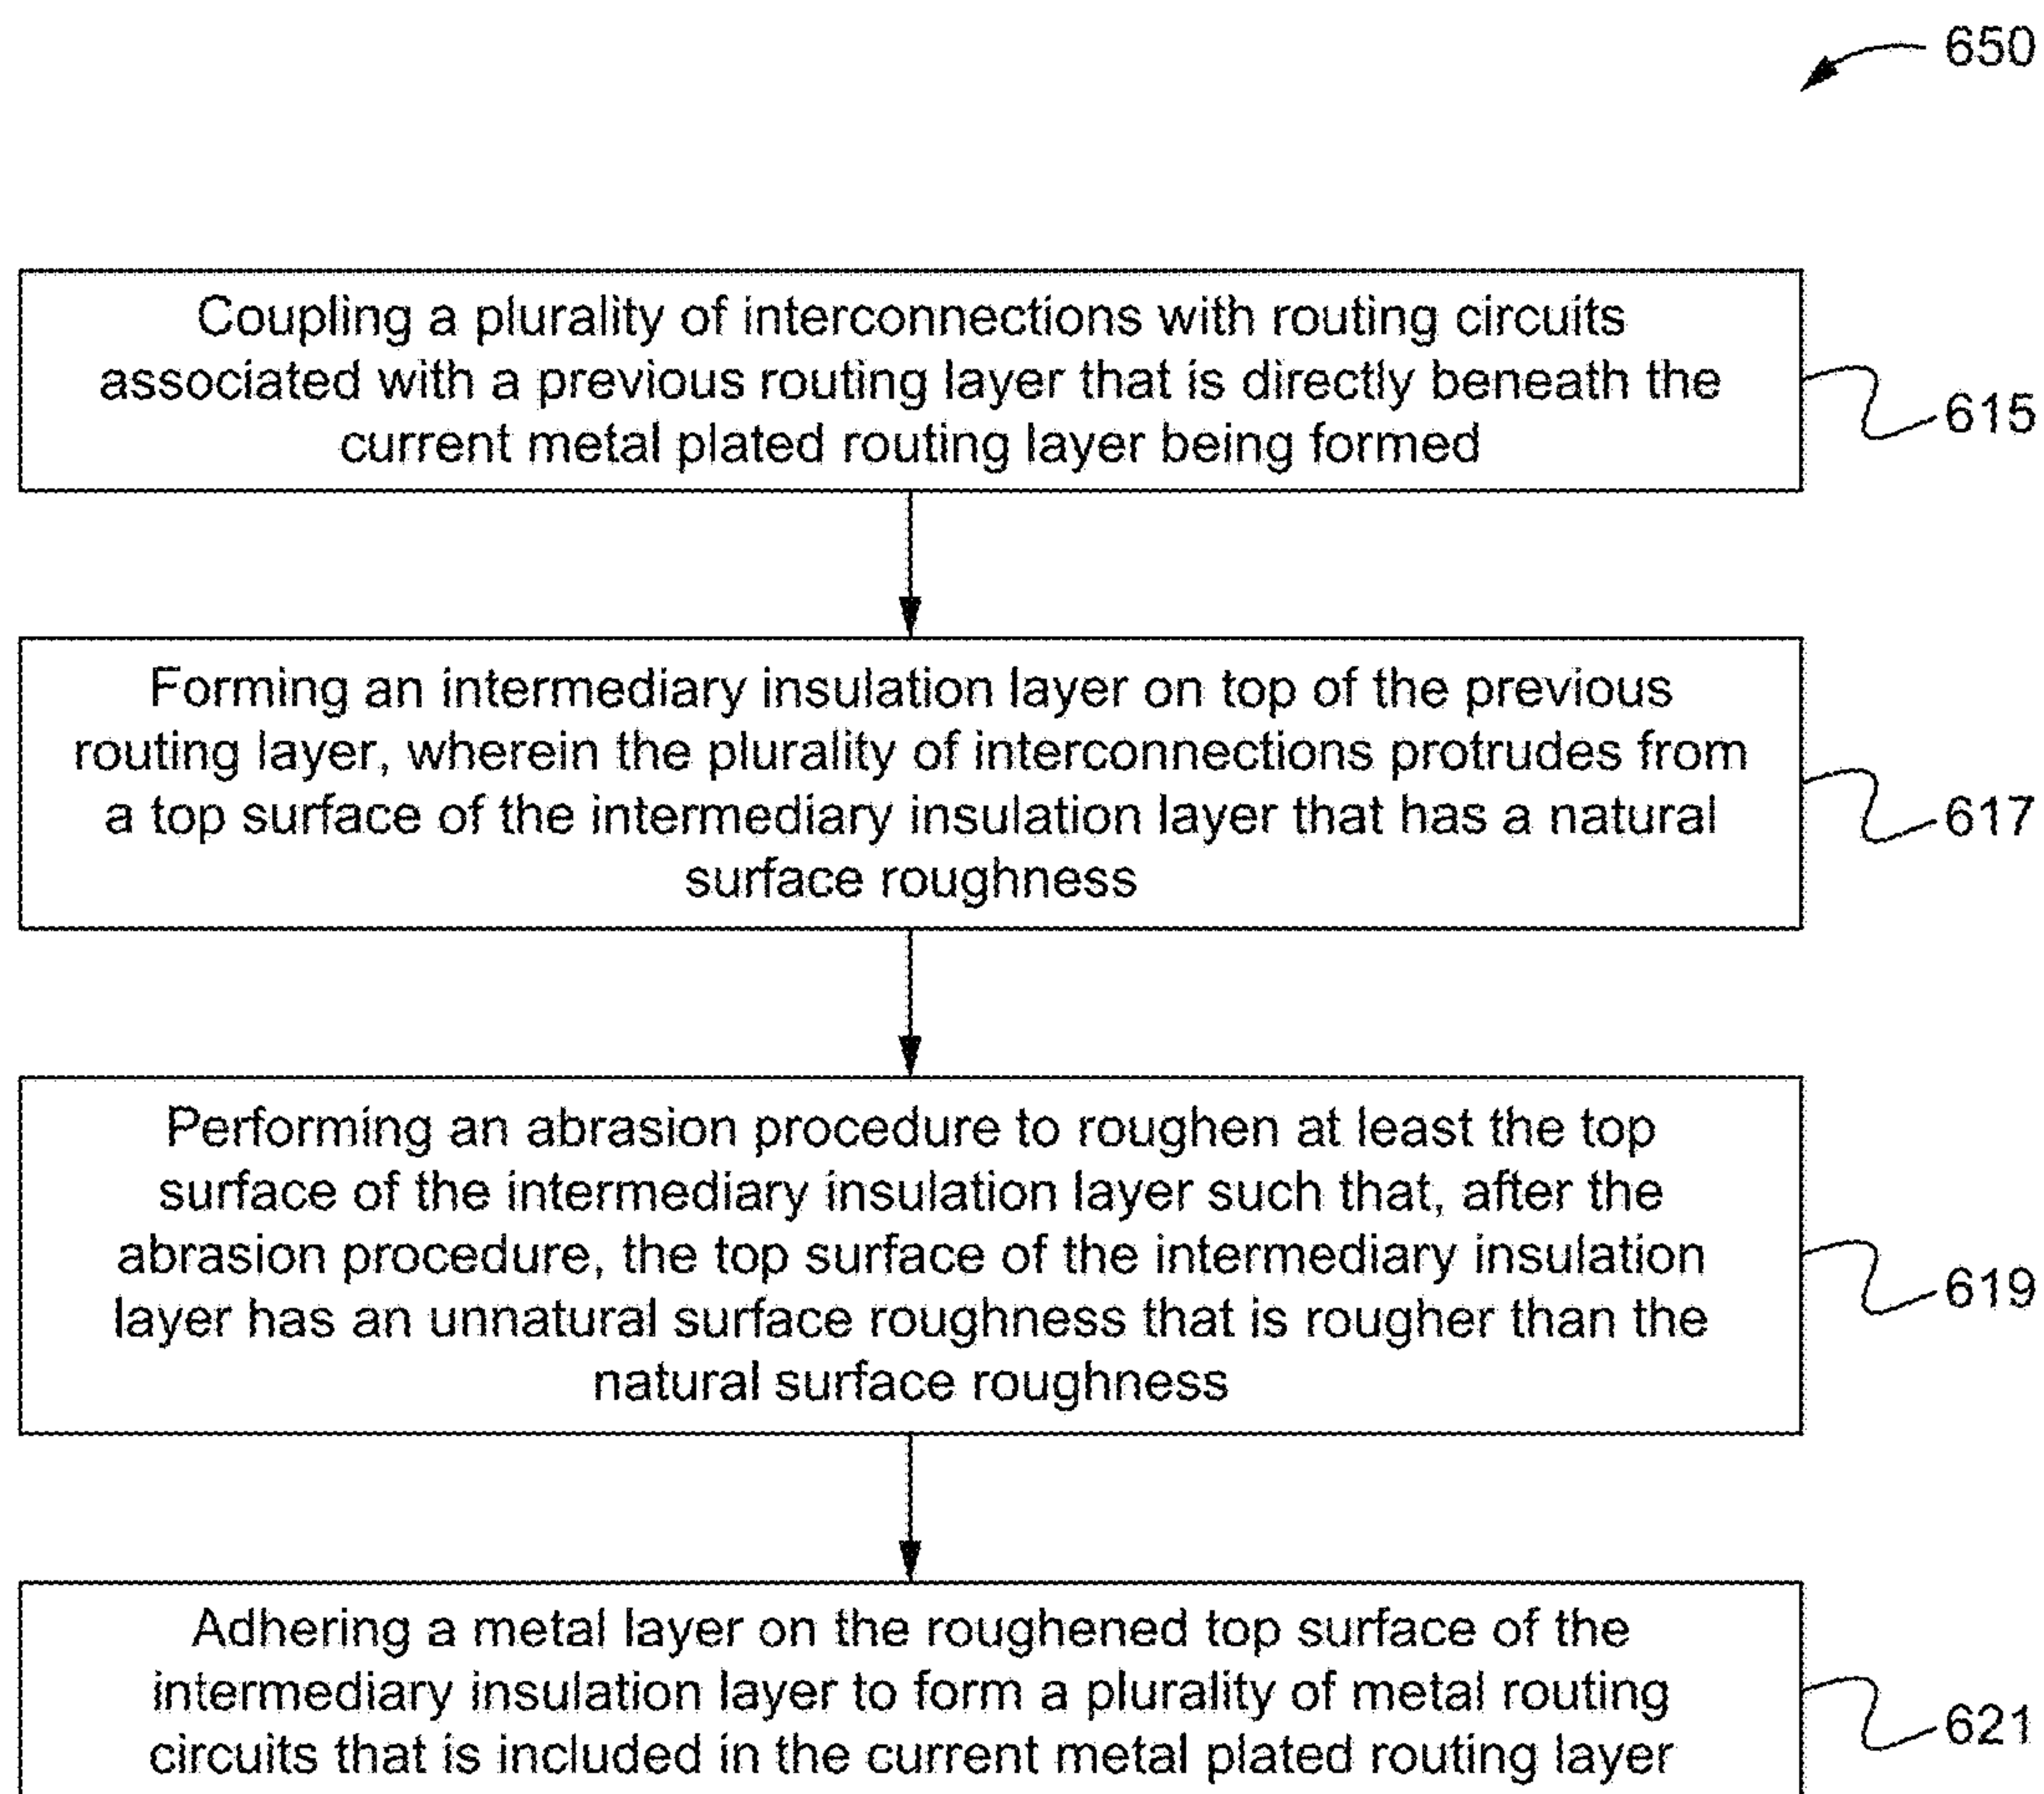 650
Coupling a plurality of interconnections with routing circuits
associated with a previous routing layer that is directly beneath the
current metal plated routing layer being formed
615
Forming an intermediary insulation layer on top of the previous
routing layer, wherein the plurality of interconnections protrudes from
a top surface of the intermediary insulation layer that has a natural
surface roughness
617
Performing an abrasion procedure to roughen at least the top
surface of the intermediary insulation layer such that, after the
abrasion procedure, the top surface of the intermediary insulation
layer has an unnatural surface roughness that is rougher than the
natural surface roughness
619
Adhering a metal layer on the roughened top surface of the
intermediary insulation layer to form a plurality of metal routing
circuits that is included in the current metal plated routing layer
621